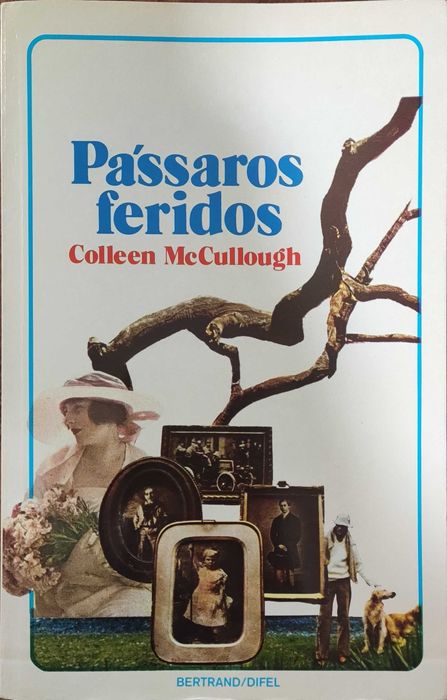 Pássaros
feridos
Colleen McCullough
BERTRAND/DIFEL